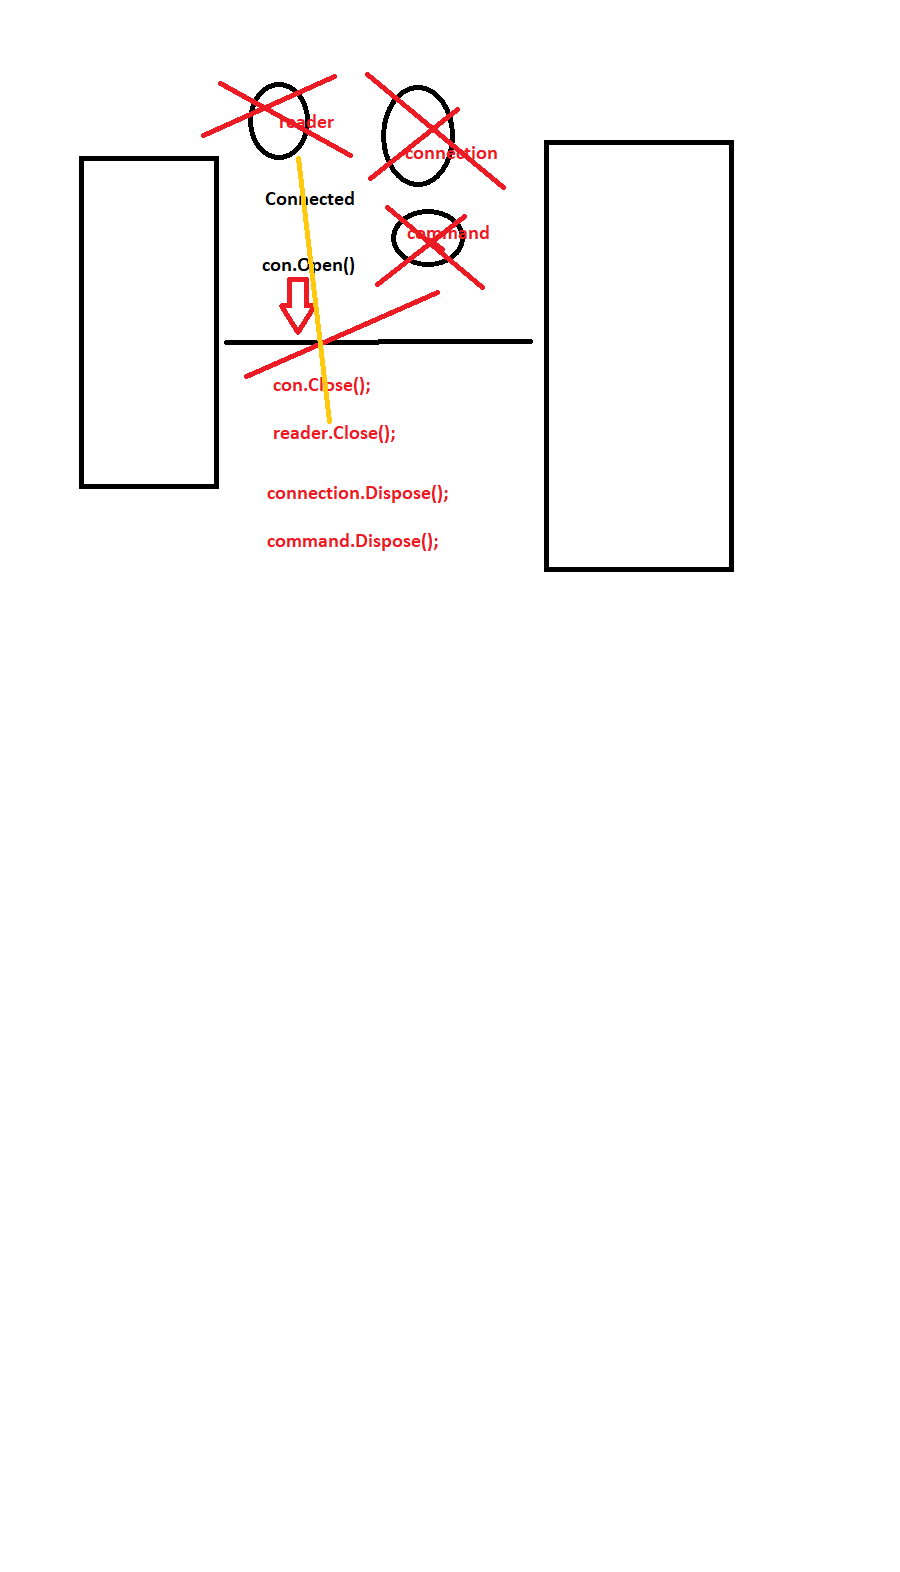 reader
connection
Connected
command
con.Open()
con.Close();
reader.Close();
connection.Dispose();
command.Dispose();